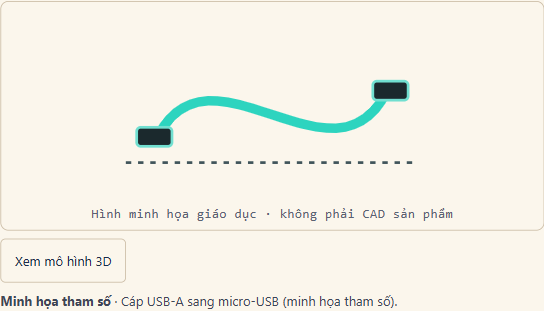 Hình minh họa giáo dục · không phải CAD sản phẩm
Xem mô hình 3D
Minh họa tham số · Cáp USB-A sang micro-USB (minh họa tham số).